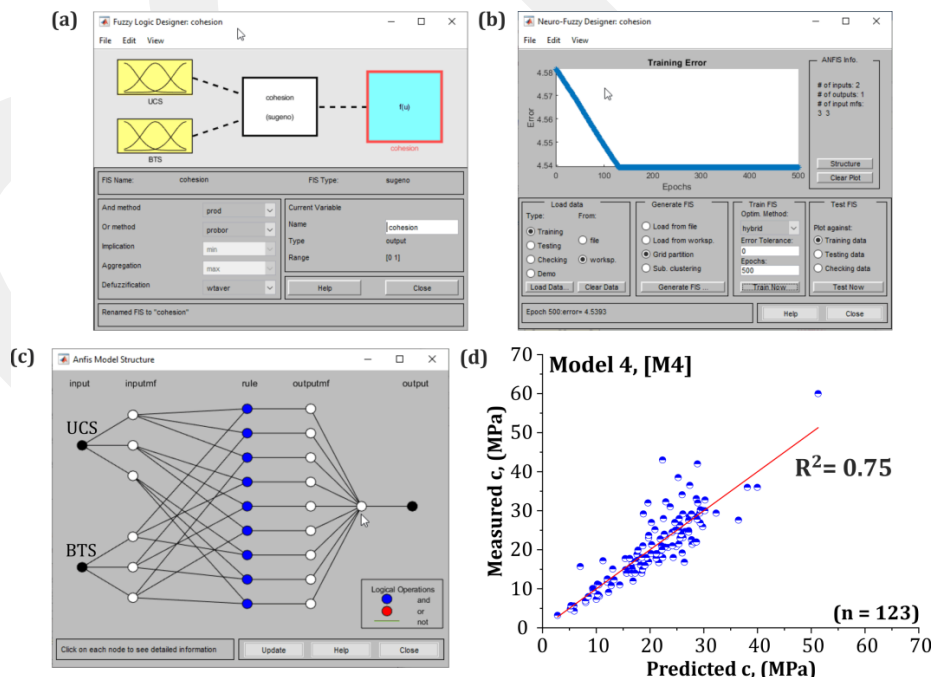 (a)
Fuzzy Logic Designer: cohesion
File Edit View
UCS
BTS
cohesion
(sugeno)
f(u)
cohesion
FIS Name: cohesion FIS Type: sugeno
And method prod
Or method probor
Implication min
Aggregation max
Defuzzification wtaver
Current Variable
Name cohesion
Type output
Range [0 1]
Help Close
Renamed FIS to "cohesion"
(b)
Neuro-Fuzzy Designer: cohesion
File Edit View
Training Error
4.58
4.57
4.56
4.55
4.54
Error
0 100 200 300 400 500
Epochs
ANFIS Info.
# of inputs: 2
# of outputs: 1
# of input mfs:
3 3
Structure
Clear Plot
Load data
Type: From:
Training
Testing
Checking
Demo
file
worksp.
Load Data... Clear Data
Generate FIS
Load from file
Load from worksp.
Grid partition
Sub. clustering
Generate FIS ...
Train FIS
Optim. Method:
hybrid
Error Tolerance:
0
Epochs:
500
Train Now
Test FIS
Plot against:
Training data
Testing data
Checking data
Test Now
Epoch 500:error= 4.5393
Help Close
(c)
Anfis Model Structure
input inputmf rule outputmf output
UCS
BTS
Logical Operations
and
or
not
Click on each node to see detailed information
Update Help Close
(d)
Model 4, [M4]
R²= 0.75
(n = 123)
Measured c, (MPa)
70
60
50
40
30
20
10
0
0 10 20 30 40 50 60 70
Predicted c, (MPa)